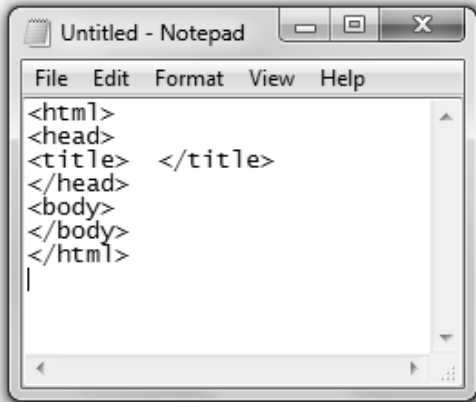 Untitled - Notepad
File Edit Format View Help
<html>
<head>
<title>  </title>
</head>
<body>
</body>
</html>